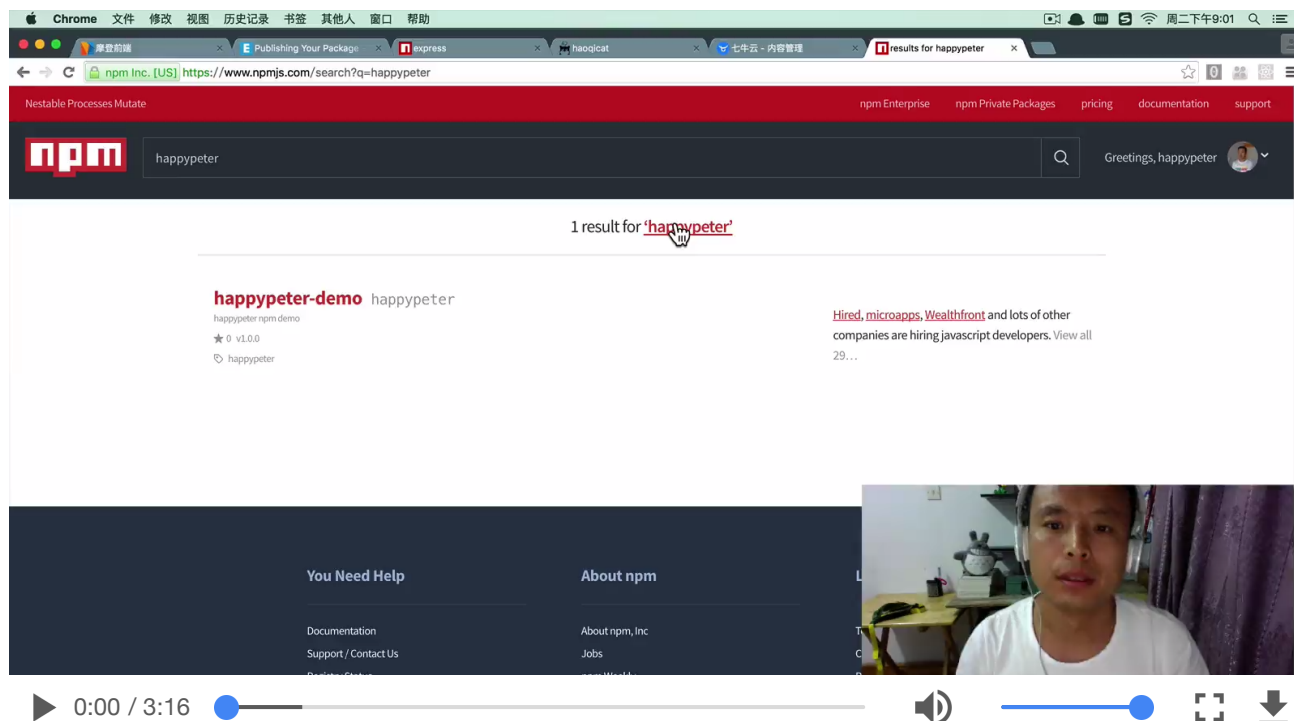 Chrome 文件 修改 视图 历史记录 书签 其他人 窗口 帮助 周二下午9:01
摩登前端 Publishing Your Package express haoqicat 七牛云 - 内容管理 results for happypeter
npm Inc. [US] https://www.npmjs.com/search?q=happypeter
Nestable Processes Mutate npm Enterprise npm Private Packages pricing documentation support
npm happypeter Greetings, happypeter
1 result for ‘happypeter’
happypeter-demo happypeter
happypeter npm demo
0 v1.0.0
happypeter
Hired, microapps, Wealthfront and lots of other
companies are hiring javascript developers. View all
29…
You Need Help About npm L
Documentation About npm, Inc
Support / Contact Us Jobs
Registry Status npm Weekly
0:00 / 3:16